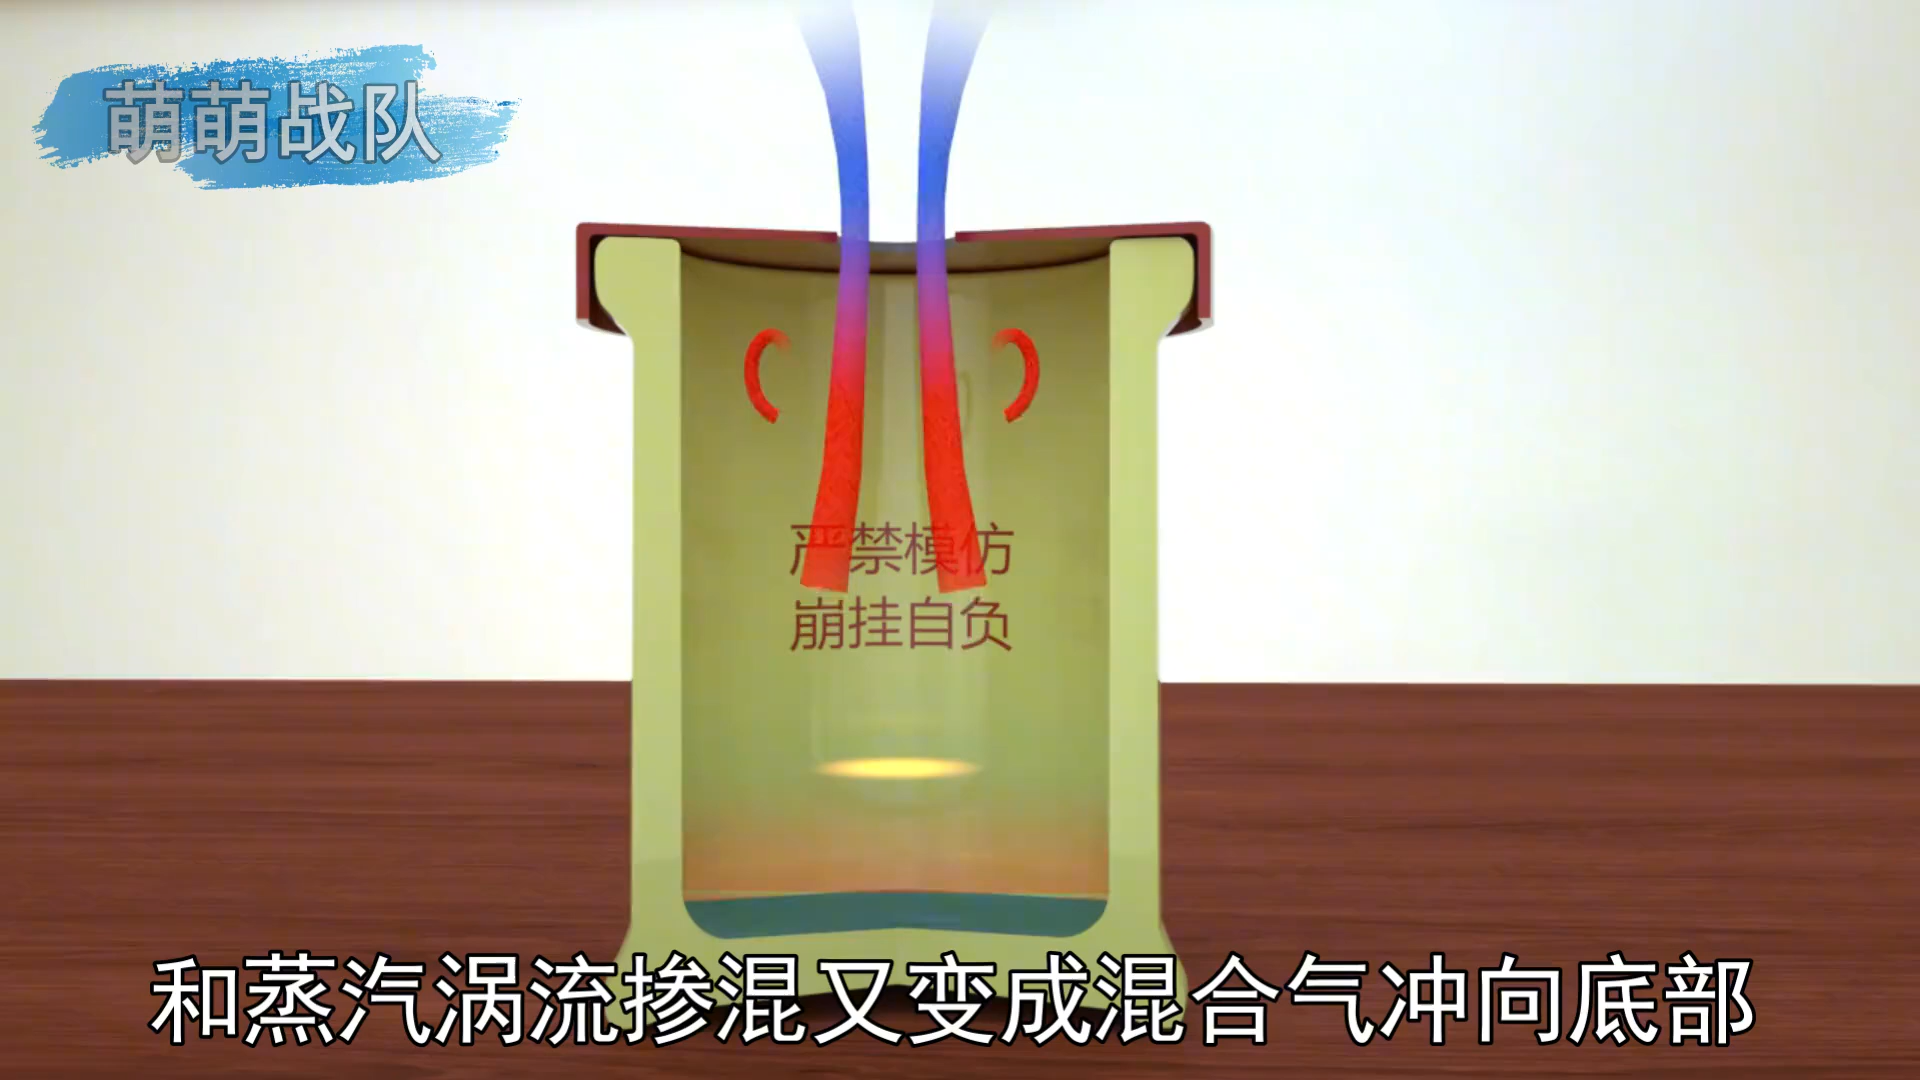 萌萌战队
严禁模仿
崩挂自负
和蒸汽涡流掺混又变成混合气冲向底部